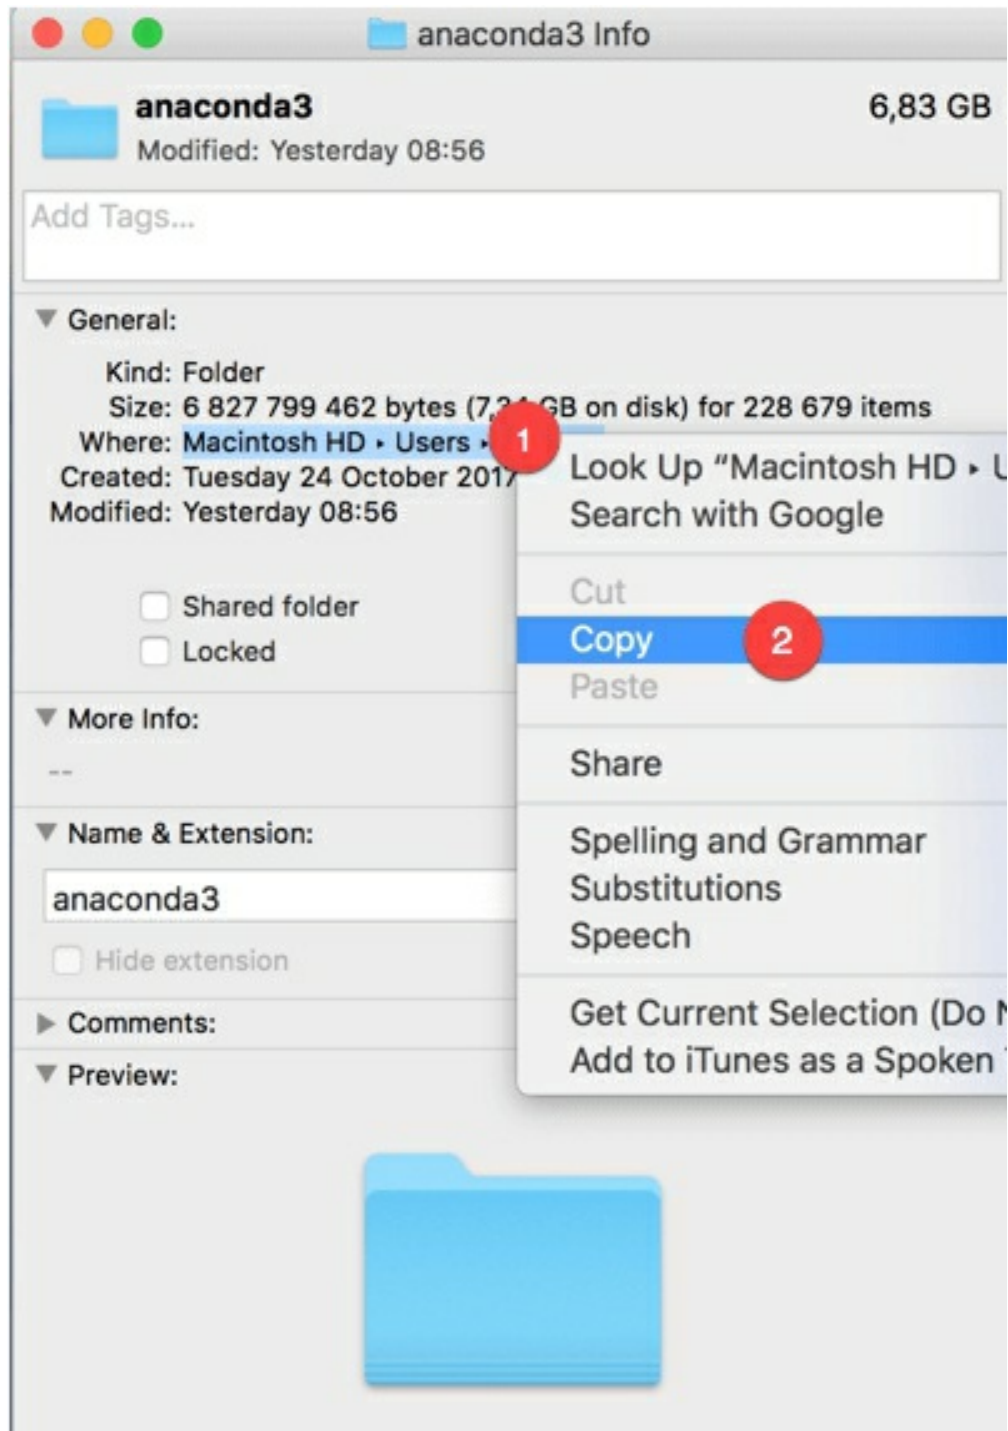 anaconda3 Info
anaconda3
6,83 GB
Modified: Yesterday 08:56
Add Tags...
General:
Kind: Folder
Size: 6 827 799 462 bytes (7,34 GB on disk) for 228 679 items
Where: Macintosh HD ▸ Users ▸
1
Created: Tuesday 24 October 2017
Modified: Yesterday 08:56
Shared folder
Locked
More Info:
--
Name & Extension:
anaconda3
Hide extension
Comments:
Preview:
Look Up “Macintosh HD ▸ U
Search with Google
Cut
Copy
2
Paste
Share
Spelling and Grammar
Substitutions
Speech
Get Current Selection (Do N
Add to iTunes as a Spoken